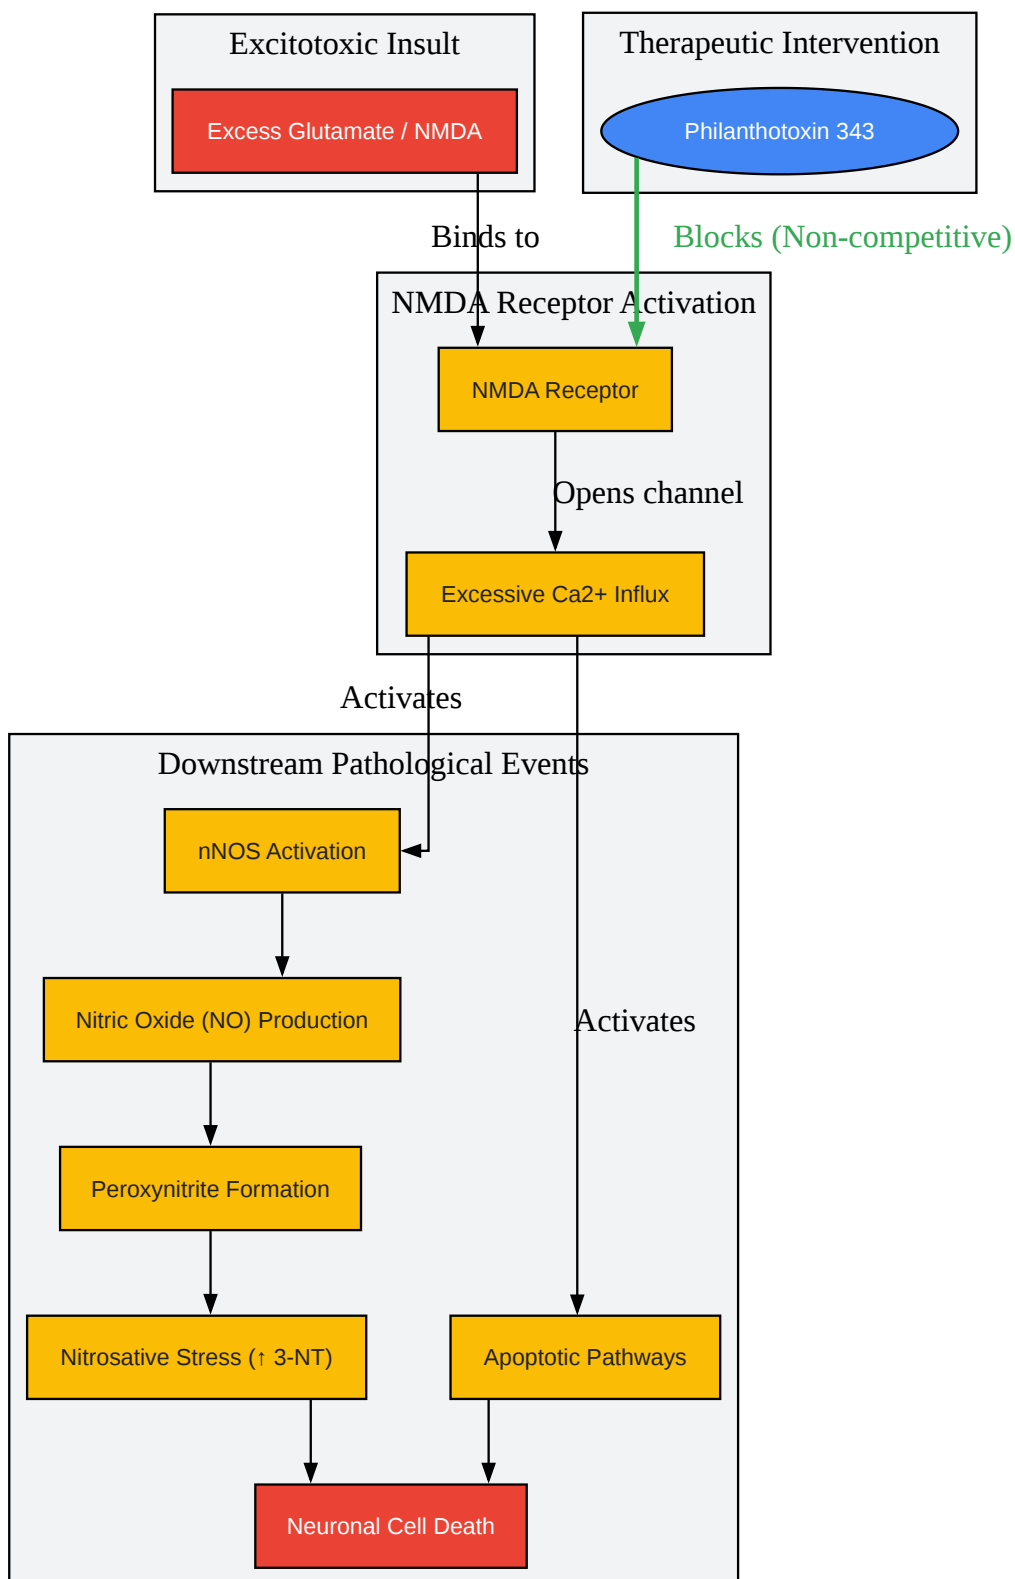 Excitotoxic Insult
Therapeutic Intervention
Excess Glutamate / NMDA
Philanthotoxin 343
Binds to
Blocks (Non-competitive)
NMDA Receptor Activation
NMDA Receptor
Opens channel
Excessive Ca2+ Influx
Activates
Downstream Pathological Events
nNOS Activation
Nitric Oxide (NO) Production
Activates
Peroxynitrite Formation
Nitrosative Stress (↑ 3-NT)
Apoptotic Pathways
Neuronal Cell Death